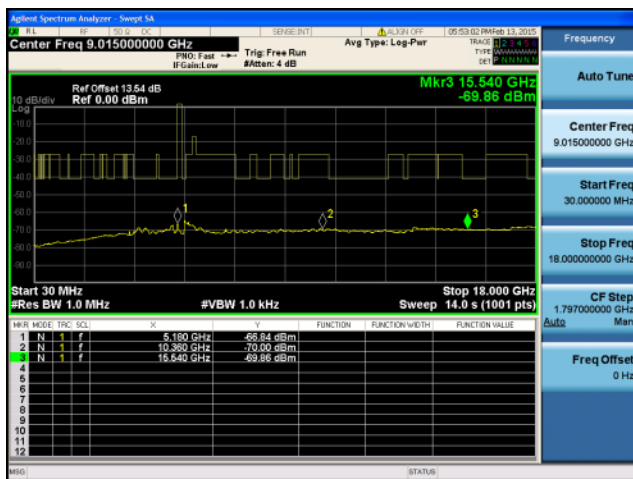 Agilent Spectrum Analyzer - Swept SA
RL RF 50 Ω DC SENSE:INT ALIGN OFF 05:53:02 PM Feb 13, 2015
Center Freq 9.015000000 GHz
PNO: Fast Trig: Free Run
IFGain:Low #Atten: 4 dB
Avg Type: Log-Pwr
TRACE 1 2 3 4 5 6
TYPE
DET P N N N N N
Ref Offset 13.54 dB
10 dB/div Ref 0.00 dBm
Log
Mkr3 15.540 GHz
-69.86 dBm
-10.0
-20.0
-30.0
-40.0
-50.0
-60.0
-70.0
-80.0
-90.0
1
2
3
Start 30 MHz Stop 18.000 GHz
#Res BW 1.0 MHz #VBW 1.0 kHz Sweep 14.0 s (1001 pts)
MKR MODE TRC SCL X Y FUNCTION FUNCTION WIDTH FUNCTION VALUE
1 N 1 f 5.180 GHz -66.84 dBm
2 N 1 f 10.360 GHz -70.00 dBm
3 N 1 f 15.540 GHz -69.86 dBm
4
5
6
7
8
9
10
11
12
MSG STATUS
Frequency
Auto Tune
Center Freq
9.015000000 GHz
Start Freq
30.000000 MHz
Stop Freq
18.000000000 GHz
CF Step
1.797000000 GHz
Auto Man
Freq Offset
0 Hz